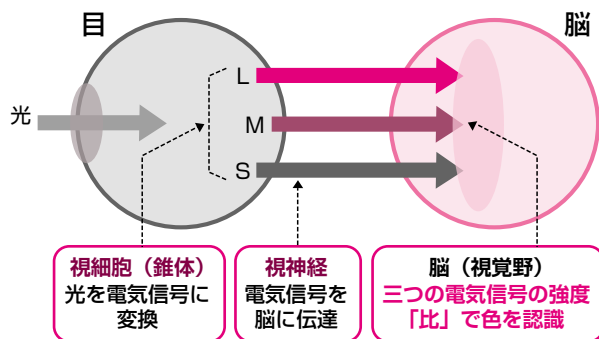 目
脳
光
L
M
S
視細胞（錐体）
光を電気信号に
変換
視神経
電気信号を
脳に伝達
脳（視覚野）
三つの電気信号の強度
「比」で色を認識